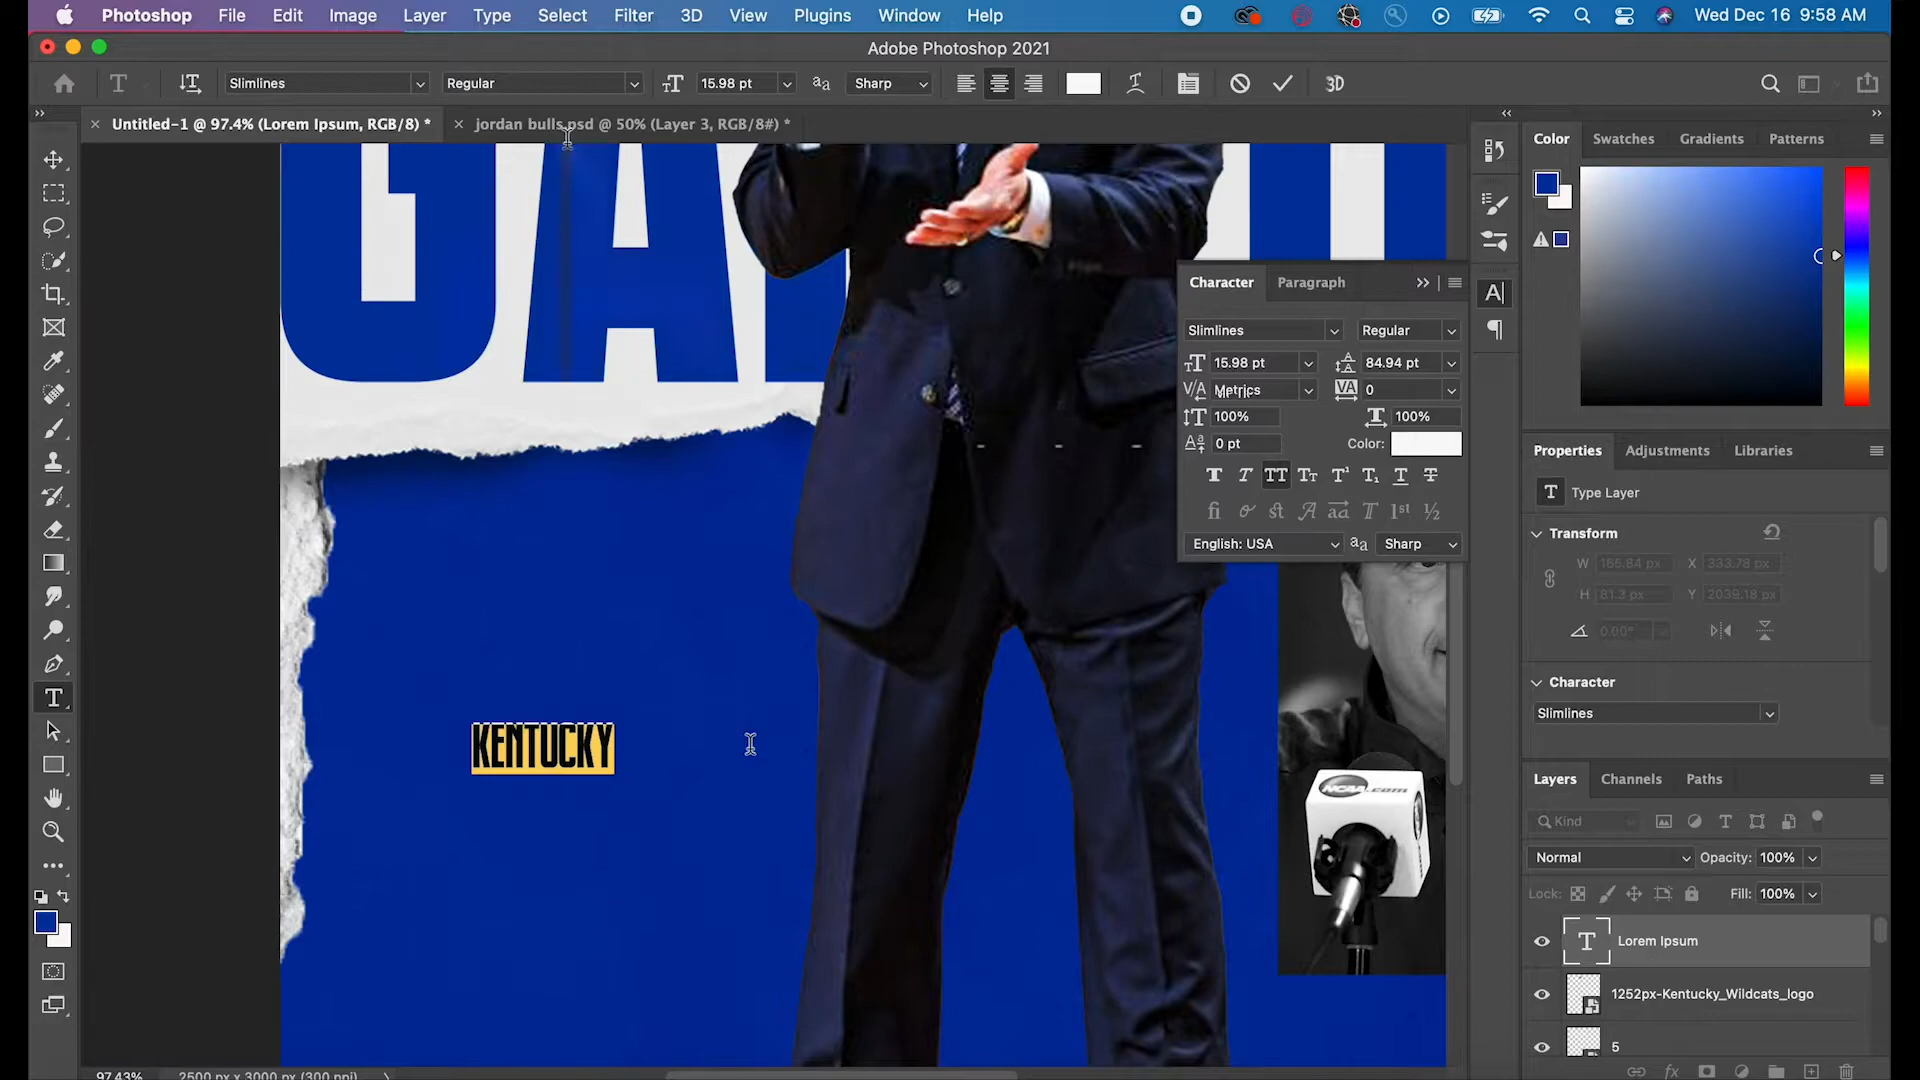 Photoshop File Edit Image Layer Type Select Filter 3D View Plugins Window Help Wed Dec 16 9:58 AM
Adobe Photoshop 2021
Slimlines Regular 15.98 pt Sharp 3D
Untitled-1 @ 97.4% (Lorem Ipsum, RGB/8) * jordan bulls.psd @ 50% (Layer 3, RGB/8#) *
Color Swatches Gradients Patterns
Character Paragraph
Slimlines Regular
15.98 pt 84.94 pt
Metrics 0
100% 100%
0 pt Color:
English: USA Sharp
Properties Adjustments Libraries
Type Layer
Transform
W 165.84 px X 333.78 px
H 81.3 px Y 2039.18 px
0.00°
Character
Slimlines
KENTUCKY
NCAA.com
Layers Channels Paths
Kind
Normal Opacity: 100%
Lock: Fill: 100%
Lorem Ipsum
1252px-Kentucky_Wildcats_logo
5
97.43% 2500 px x 3000 px (300 ppi)